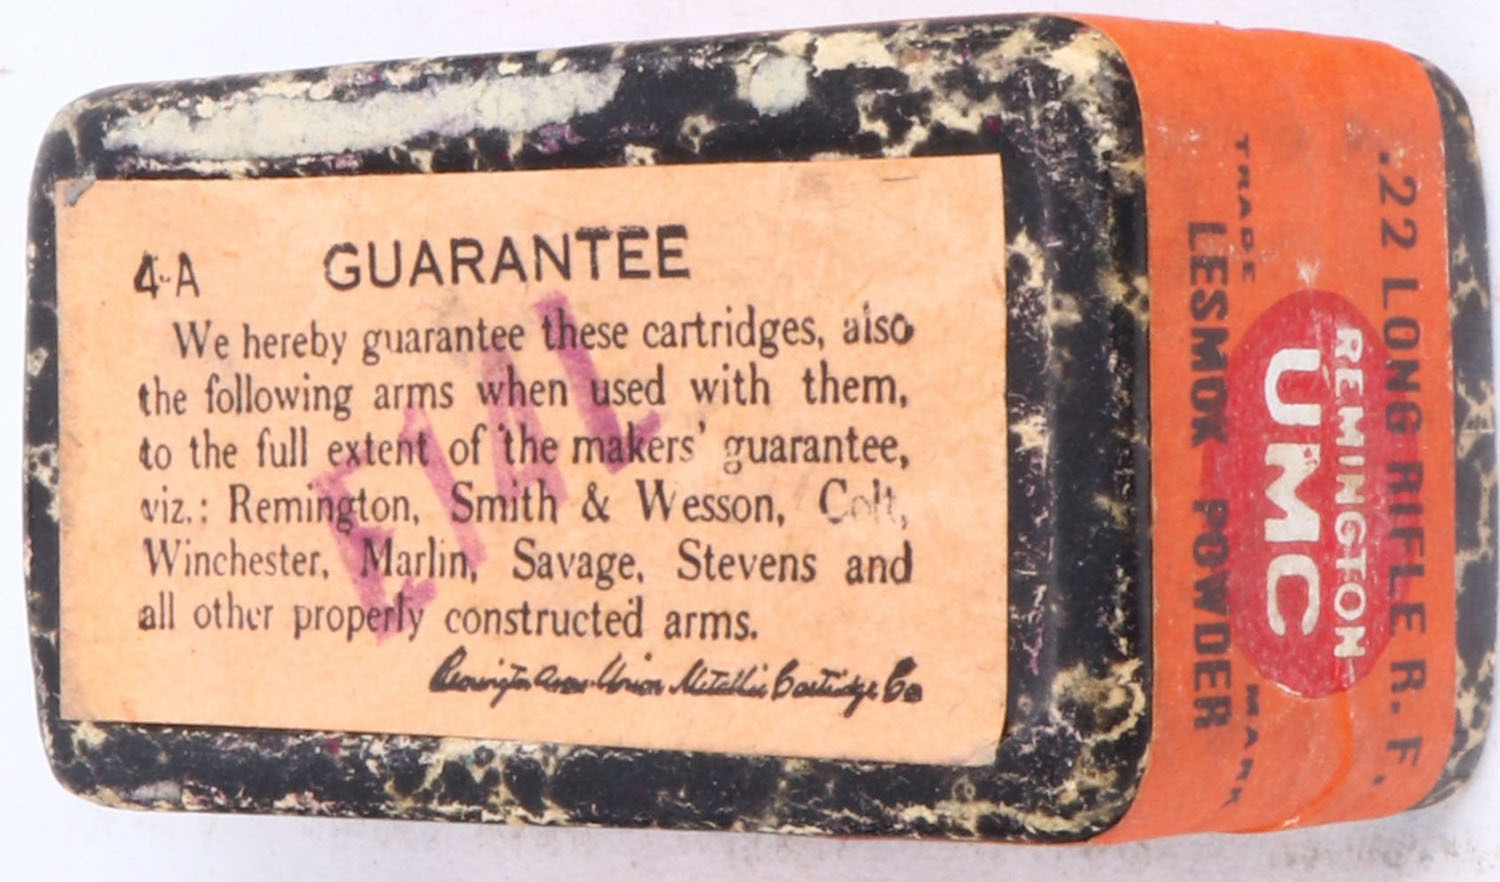 4-A GUARANTEE
We hereby guarantee these cartridges, also
the following arms when used with them,
to the full extent of the makers' guarantee,
viz.: Remington, Smith & Wesson, Colt,
Winchester, Marlin, Savage, Stevens and
all other properly constructed arms.
Remington Arms-Union Metallic Cartridge Co
.22 LONG RIFLE R. F.
REMINGTON
UMC
TRADE MARK
LESMOK POWDER